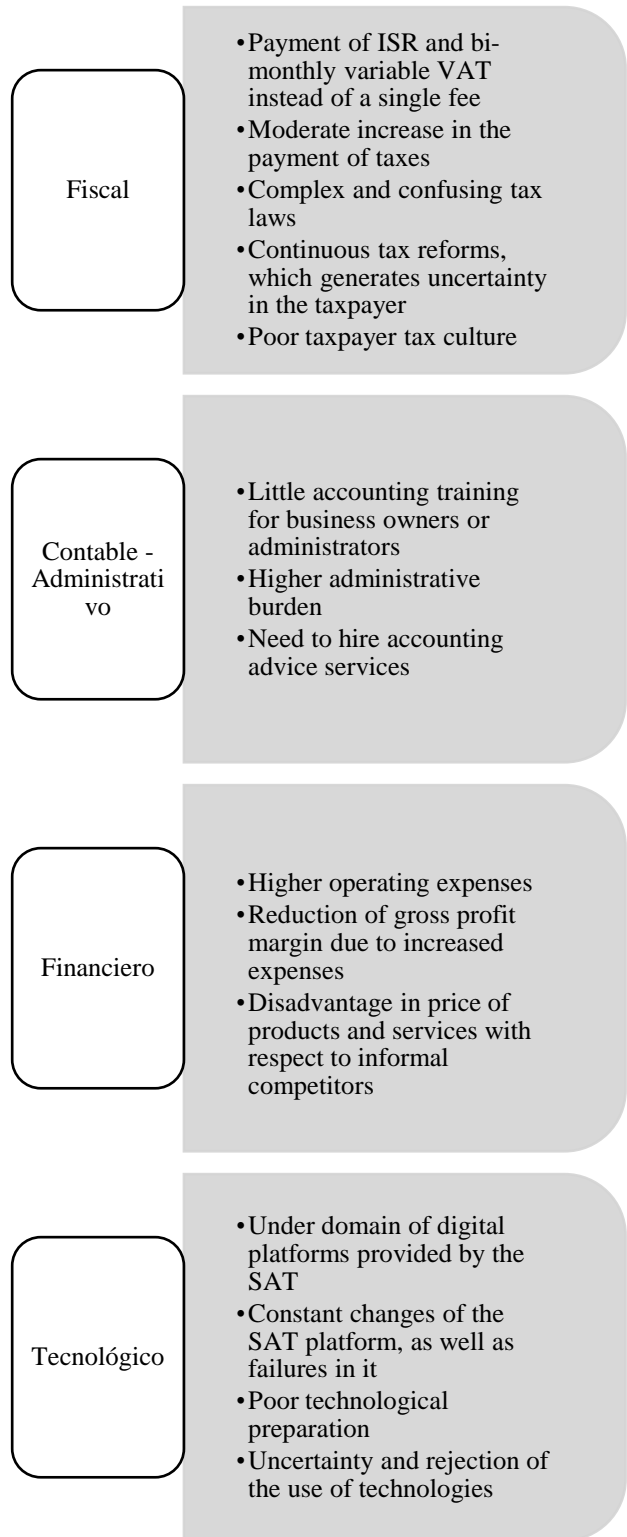 Fiscal
•Payment of ISR and bi-
monthly variable VAT
instead of a single fee
•Moderate increase in the
payment of taxes
•Complex and confusing tax
laws
•Continuous tax reforms,
which generates uncertainty
in the taxpayer
•Poor taxpayer tax culture
Contable -
Administrati
vo
•Little accounting training
for business owners or
administrators
•Higher administrative
burden
•Need to hire accounting
advice services
Financiero
•Higher operating expenses
•Reduction of gross profit
margin due to increased
expenses
•Disadvantage in price of
products and services with
respect to informal
competitors
Tecnológico
•Under domain of digital
platforms provided by the
SAT
•Constant changes of the
SAT platform, as well as
failures in it
•Poor technological
preparation
•Uncertainty and rejection of
the use of technologies